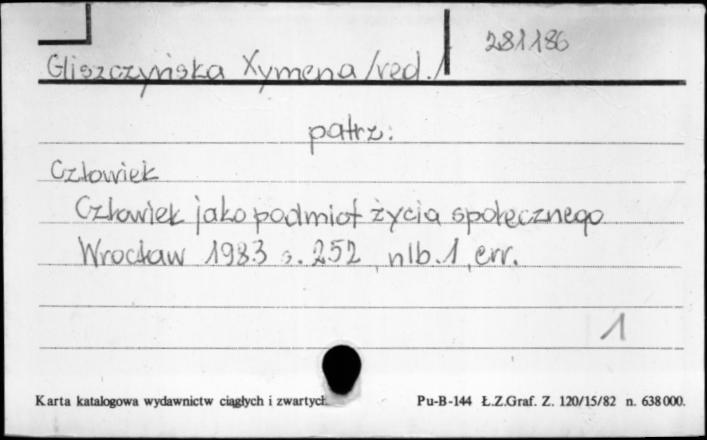 281186
Gliszczyńska Xymena /red./
patrz:
Człowiek
Człowiek jako podmiot życia społecznego
Wrocław 1983 s. 252, nlb. 1, err.
1
Karta katalogowa wydawnictw ciągłych i zwartych. Pu-B-144 Ł.Z.Graf. Z. 120/15/82 n. 638000.